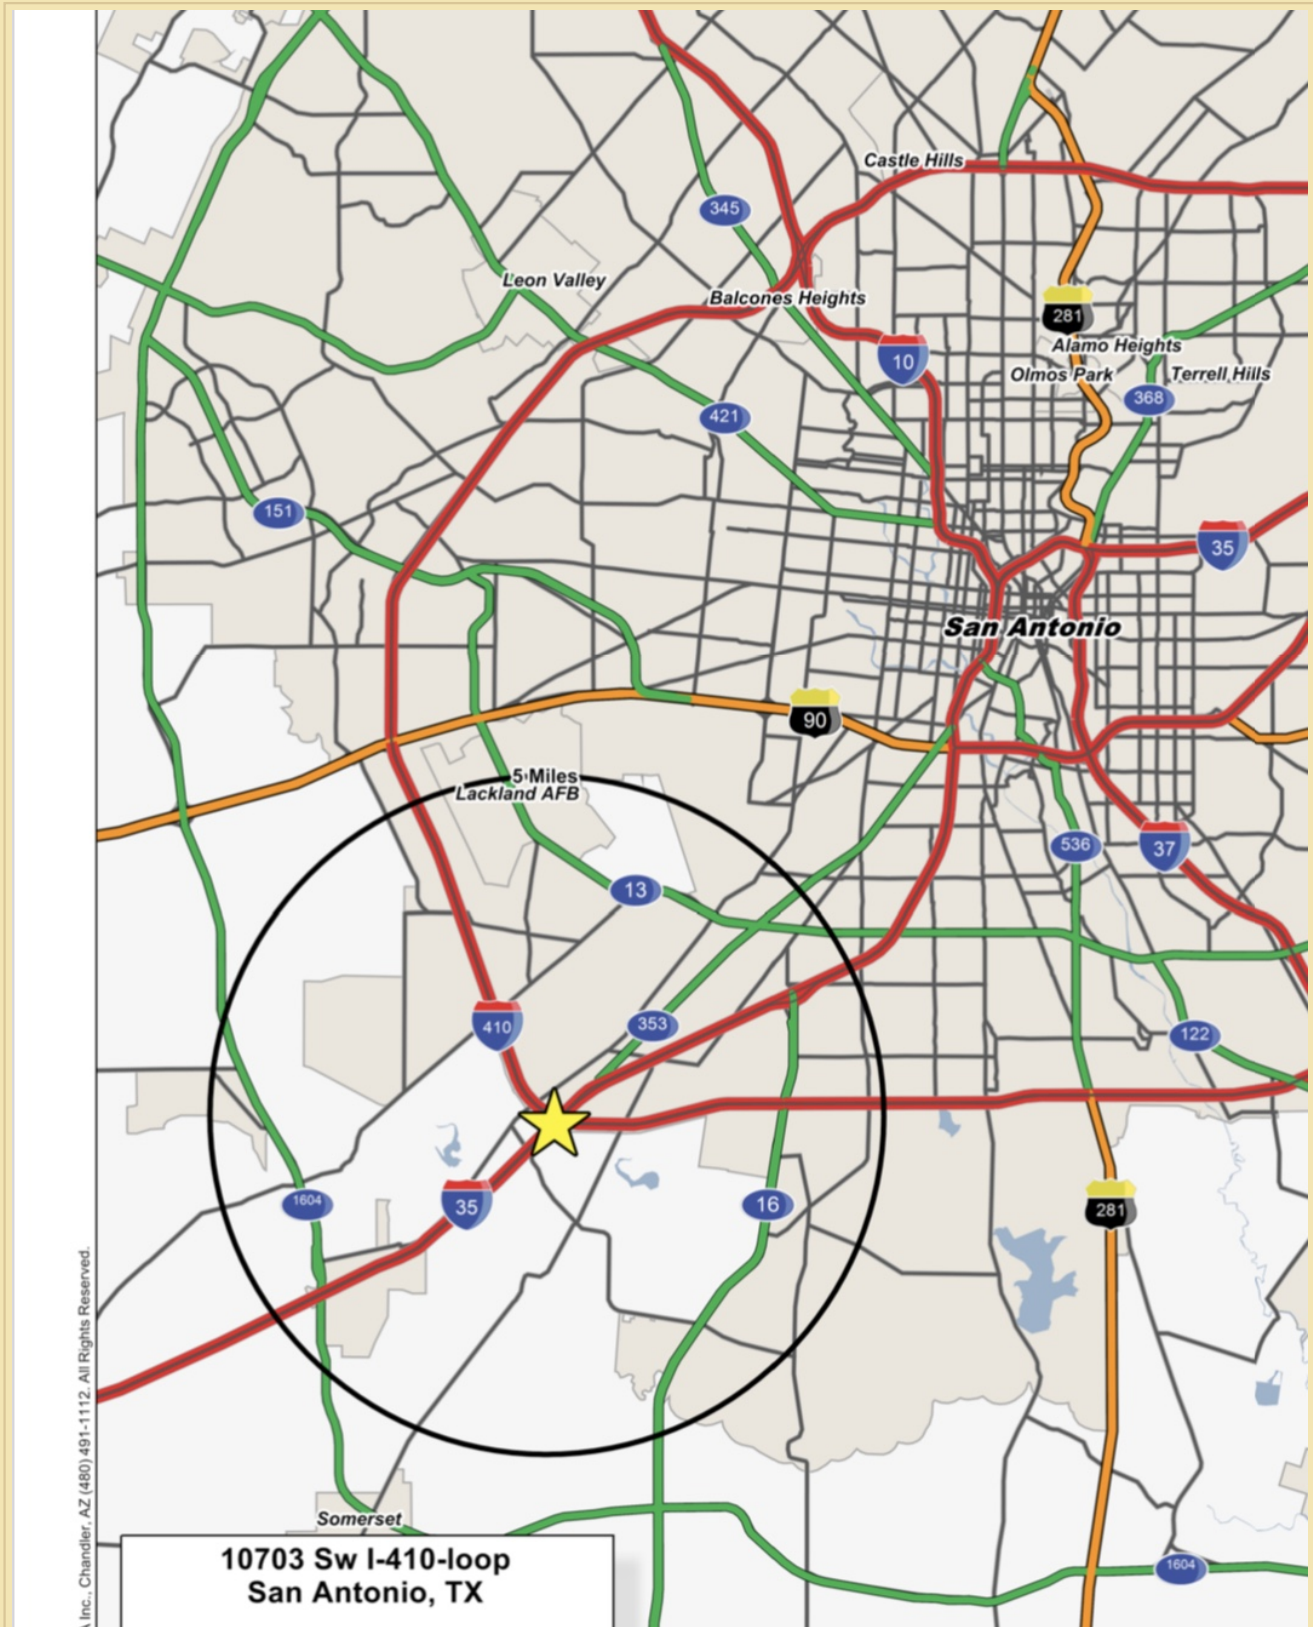 Castle Hills
345
Leon Valley
Balcones Heights
281
10
Alamo Heights
Olmos Park
Terrell Hills
368
421
151
35
San Antonio
90
5 Miles
Lackland AFB
536
37
13
410
353
122
1604
35
16
281
Somerset
1604
10703 Sw I-410-loop
San Antonio, TX
Inc., Chandler, AZ (480) 491-1112. All Rights Reserved.